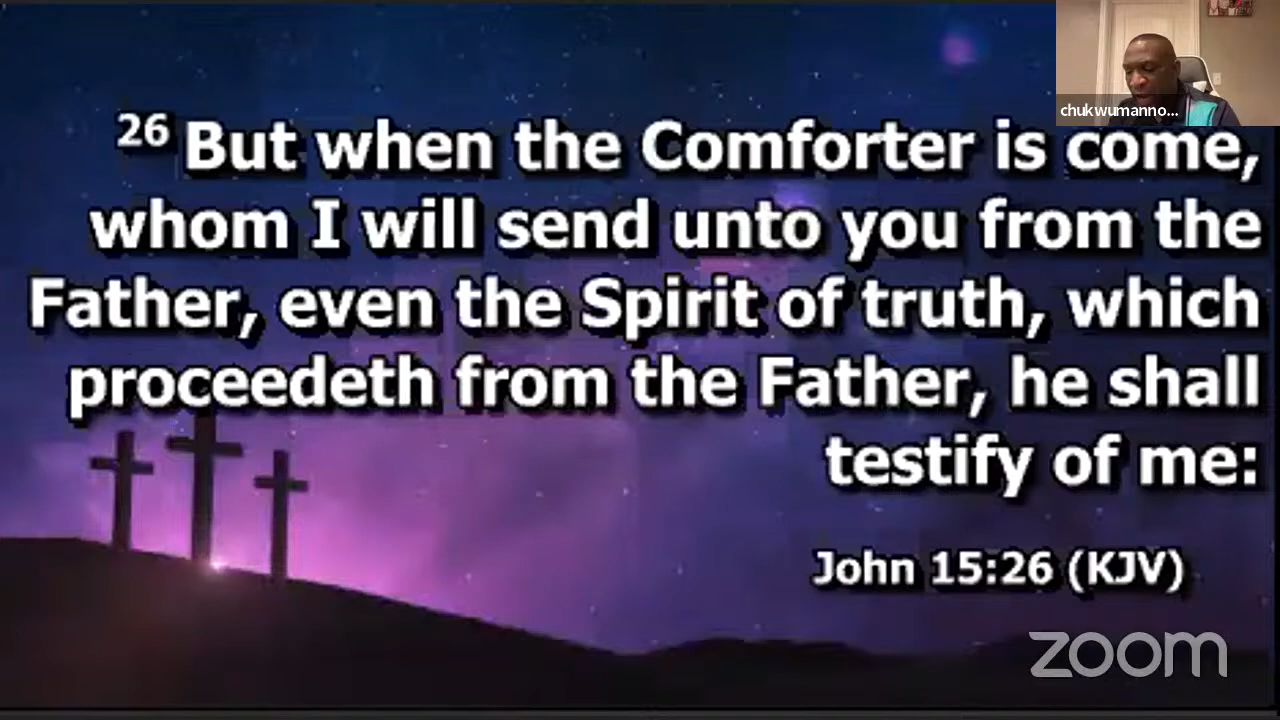 chukwumanno...
26 But when the Comforter is come,
whom I will send unto you from the
Father, even the Spirit of truth, which
proceedeth from the Father, he shall
testify of me:
John 15:26 (KJV)
zoom